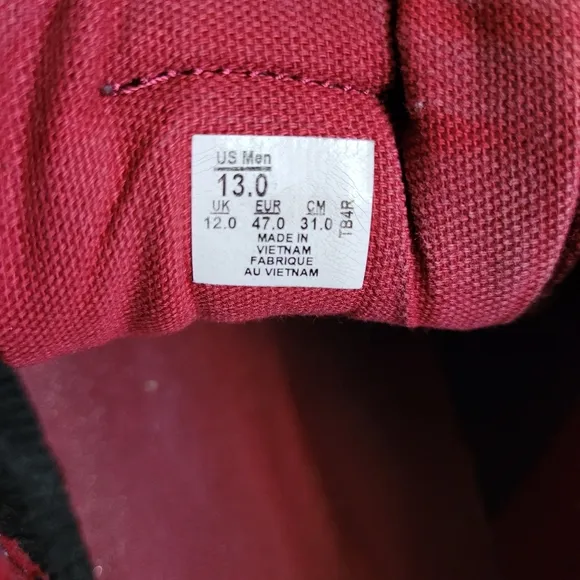 US Men
13.0
UK EUR CM
12.0 47.0 31.0
MADE IN
VIETNAM
FABRIQUE
AU VIETNAM
TB4R